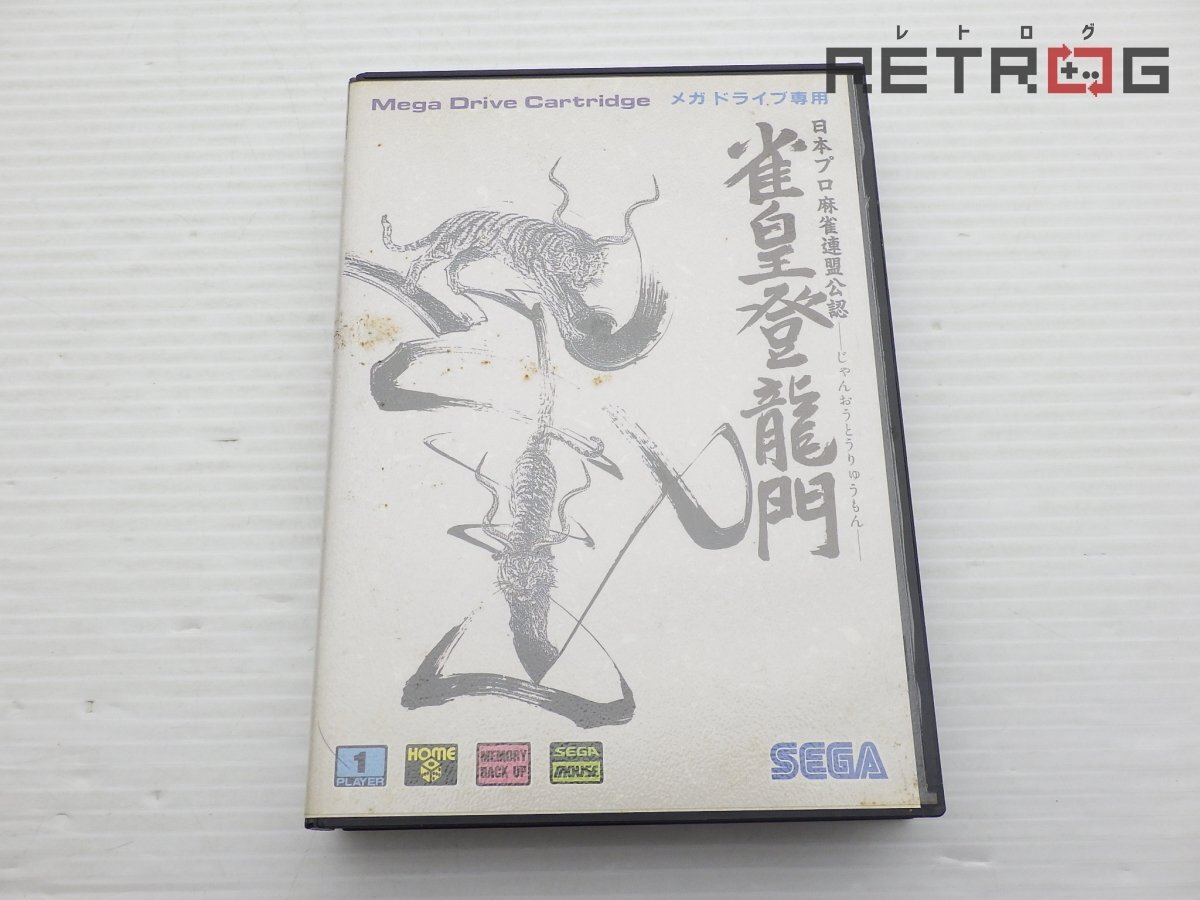 レトログ
RETROG
Mega Drive Cartridge メガドライブ専用
日本プロ麻雀連盟公認
―じゃんおうとうりゅうもん―
雀皇登龍門
1
PLAYER
HOME
MEMORY
BACK UP
SEGA
MOUSE
SEGA